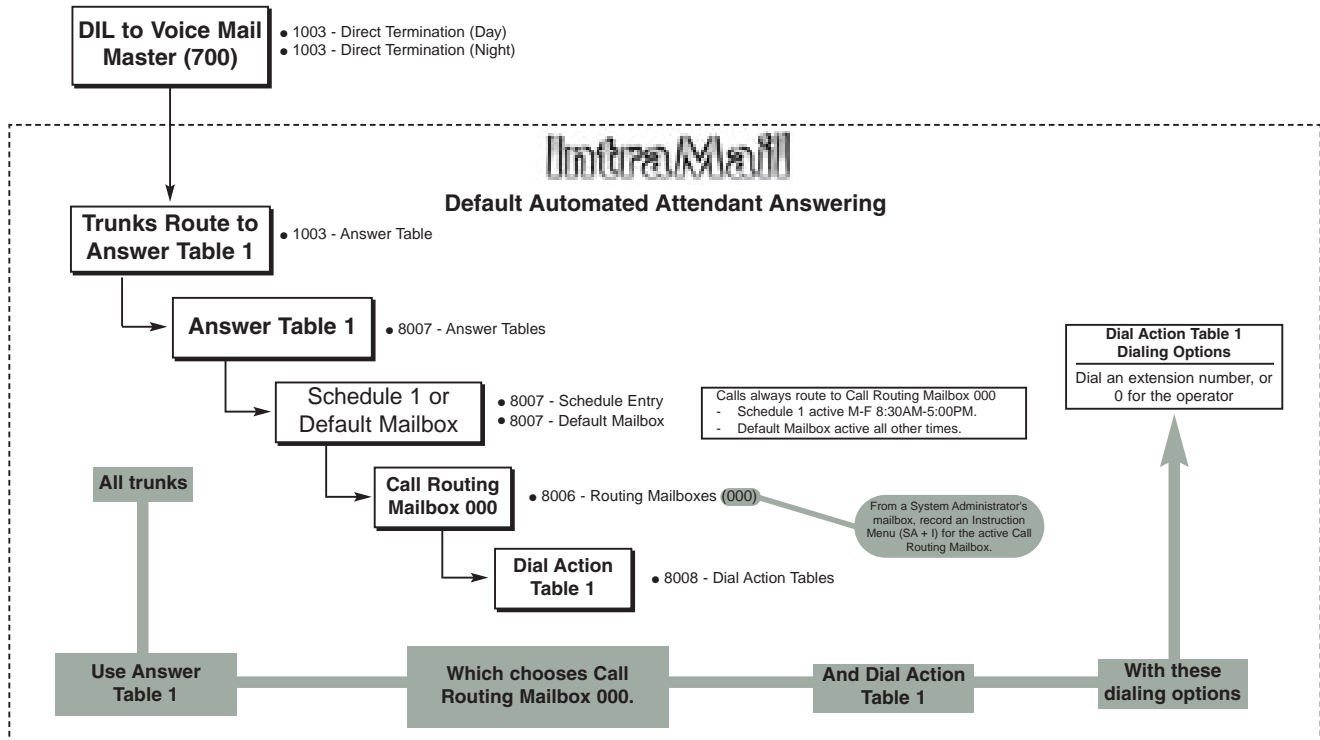 DIL to Voice Mail
Master (700)
● 1003 - Direct Termination (Day)
● 1003 - Direct Termination (Night)
IntraMail
Default Automated Attendant Answering
Trunks Route to
Answer Table 1
● 1003 - Answer Table
Answer Table 1
● 8007 - Answer Tables
Dial Action Table 1
Dialing Options
Dial an extension number, or
0 for the operator
Schedule 1 or
Default Mailbox
● 8007 - Schedule Entry
● 8007 - Default Mailbox
Calls always route to Call Routing Mailbox 000
- Schedule 1 active M-F 8:30AM-5:00PM.
- Default Mailbox active all other times.
All trunks
Call Routing
Mailbox 000
● 8006 - Routing Mailboxes (000)
From a System Administrator's
mailbox, record an Instruction
Menu (SA + I) for the active Call
Routing Mailbox.
Dial Action
Table 1
● 8008 - Dial Action Tables
Use Answer
Table 1
Which chooses Call
Routing Mailbox 000.
And Dial Action
Table 1
With these
dialing options